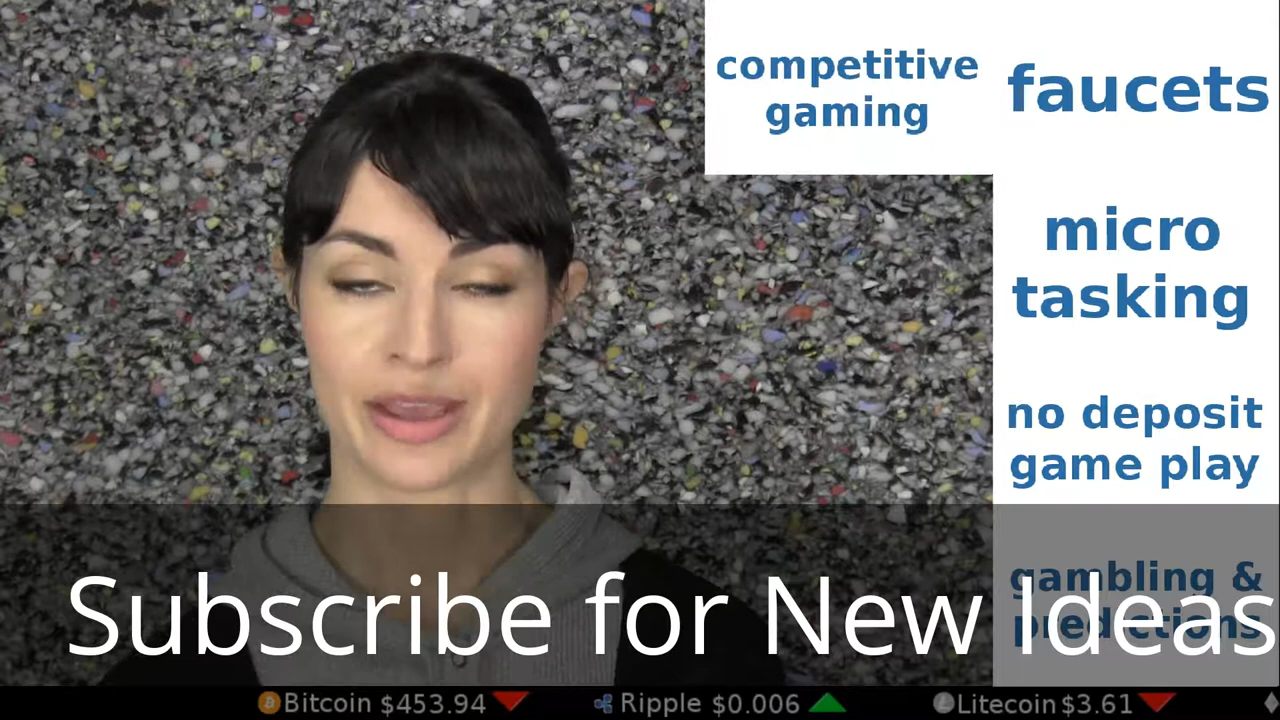 competitive
gaming
faucets
micro
tasking
no deposit
game play
gambling &
predictions
Subscribe for New Ideas
Bitcoin $453.94
Ripple $0.006
Litecoin $3.61